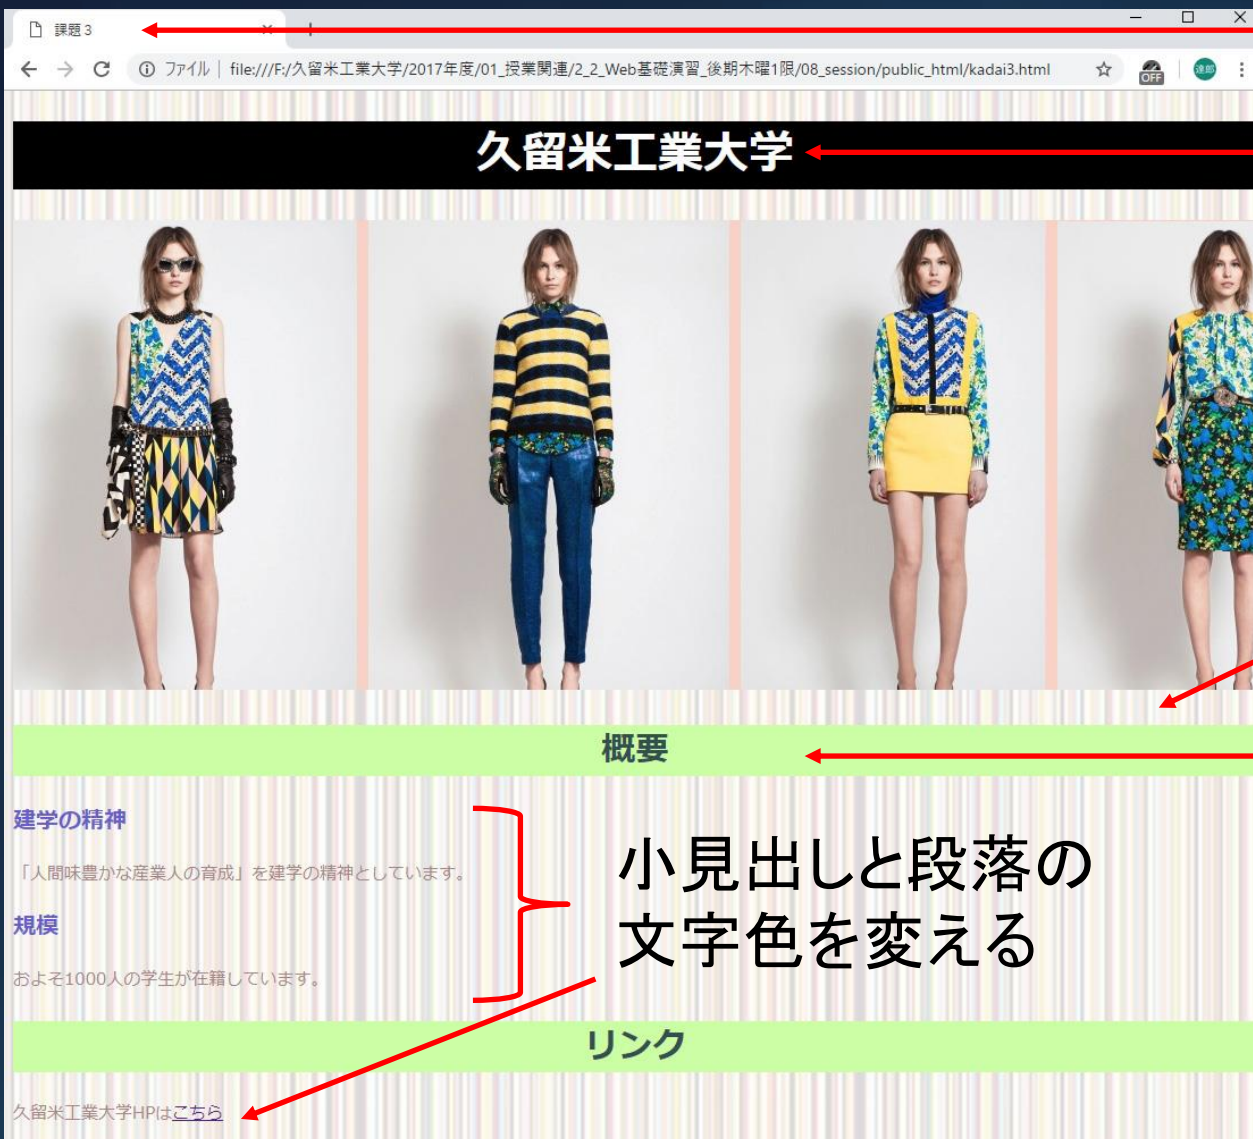 課題３
ファイル | file:///F:/久留米工業大学/2017年度/01_授業関連/2_2_Web基礎演習_後期木曜1限/08_session/public_html/kadai3.html
OFF
達郎
久留米工業大学
概要
建学の精神
「人間味豊かな産業人の育成」を建学の精神としています。
小見出しと段落の
文字色を変える
規模
およそ1000人の学生が在籍しています。
リンク
久留米工業大学HPはこちら